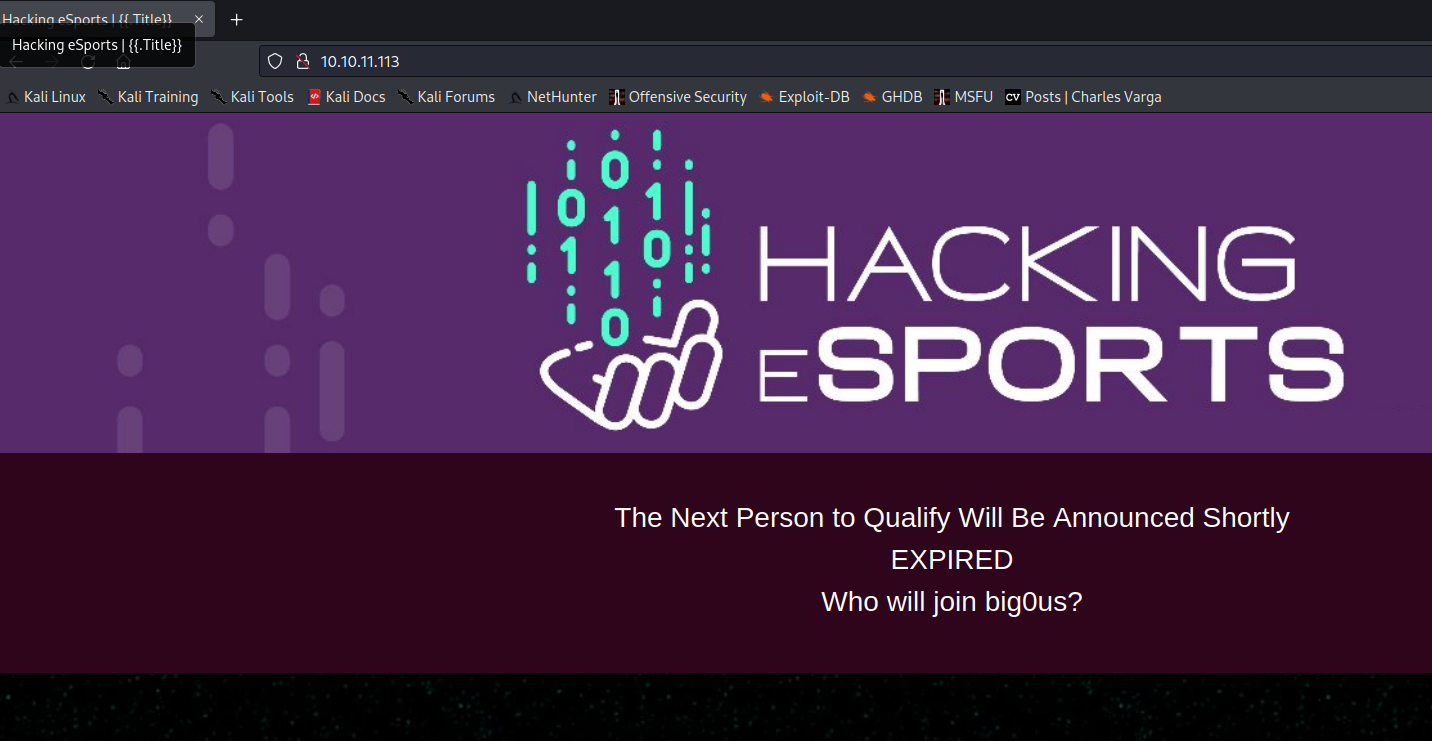 Hacking eSports | {{.Title}}
Hacking eSports | {{.Title}}
10.10.11.113
Kali Linux Kali Training Kali Tools Kali Docs Kali Forums NetHunter Offensive Security Exploit-DB GHDB MSFU CV Posts | Charles Varga
0
1
0
0
1
1
0
1
1
0
HACKING
eSPORTS
The Next Person to Qualify Will Be Announced Shortly
EXPIRED
Who will join big0us?